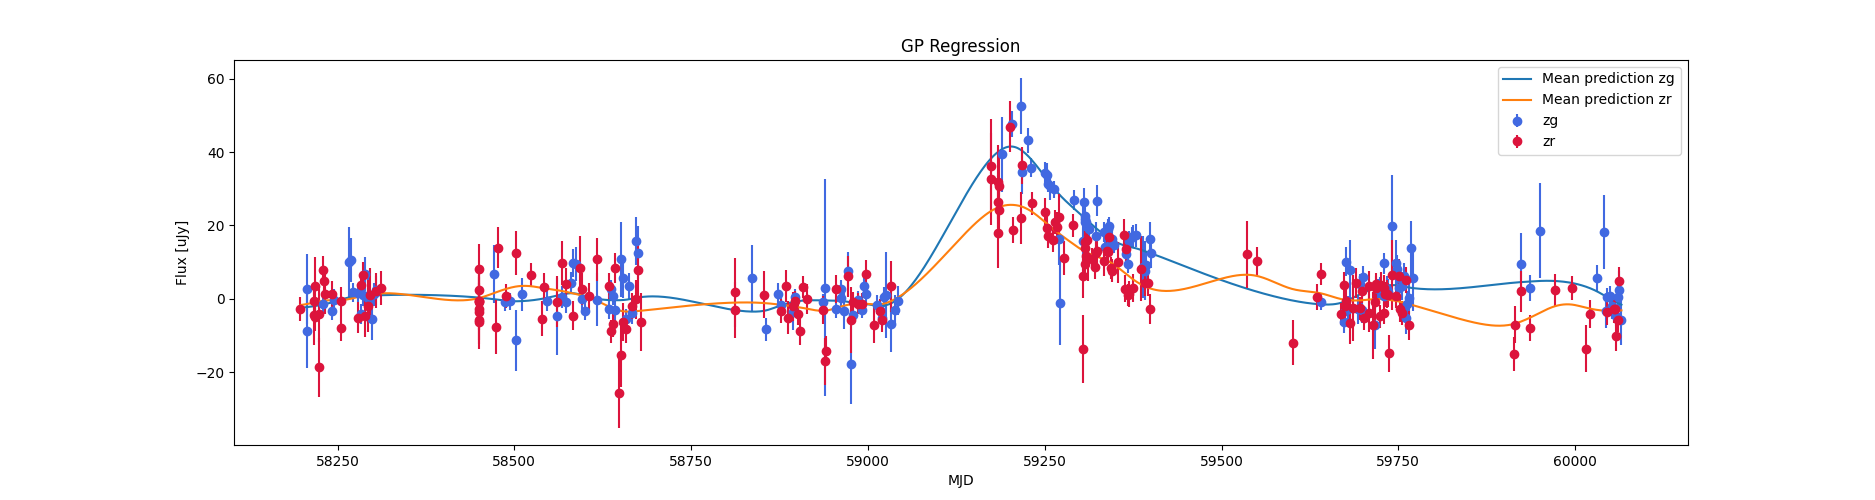 GP Regression
Flux [uJy]
60
40
20
0
−20
58250 58500 58750 59000 59250 59500 59750 60000
MJD
Mean prediction zg
Mean prediction zr
zg
zr